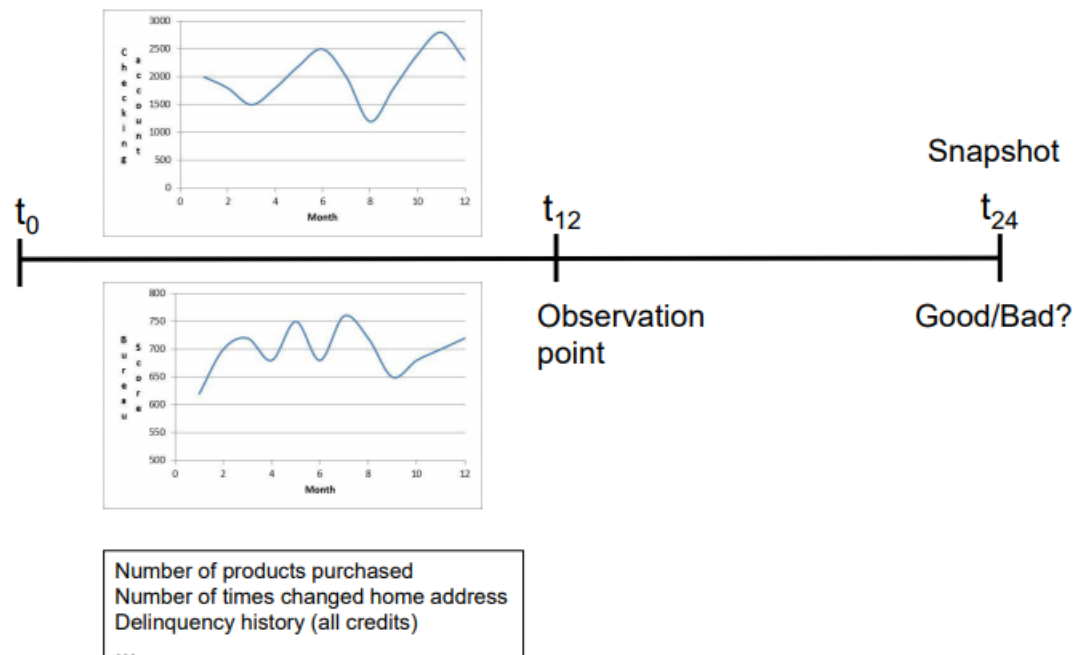 Checking account
3000
2500
2000
1500
1000
500
0
0 2 4 6 8 10 12
Month
Snapshot
t0
t12
t24
Observation
point
Good/Bad?
Bureau Score
800
750
700
650
600
550
500
0 2 4 6 8 10 12
Month
Number of products purchased
Number of times changed home address
Delinquency history (all credits)
...